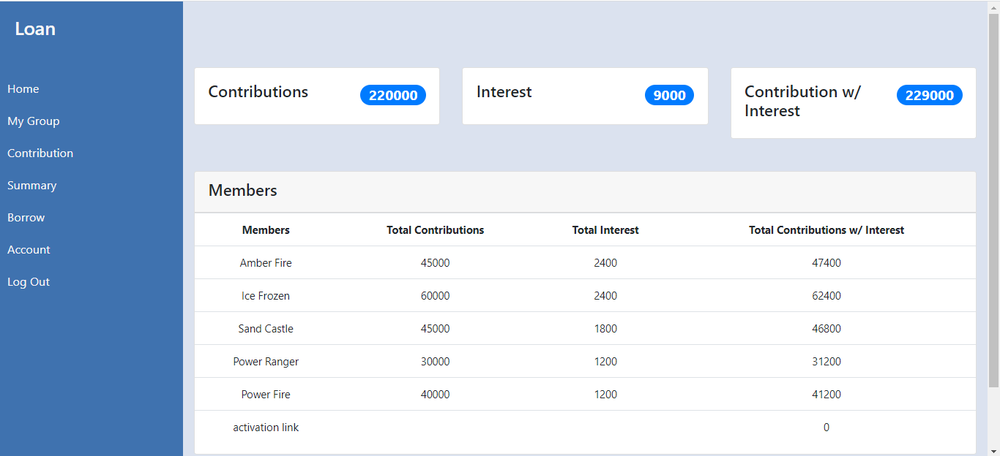 Loan
Home
My Group
Contribution
Summary
Borrow
Account
Log Out
Contributions 220000
Interest 9000
Contribution w/
Interest 229000
Members
Members Total Contributions Total Interest Total Contributions w/ Interest
Amber Fire 45000 2400 47400
Ice Frozen 60000 2400 62400
Sand Castle 45000 1800 46800
Power Ranger 30000 1200 31200
Power Fire 40000 1200 41200
activation link 0